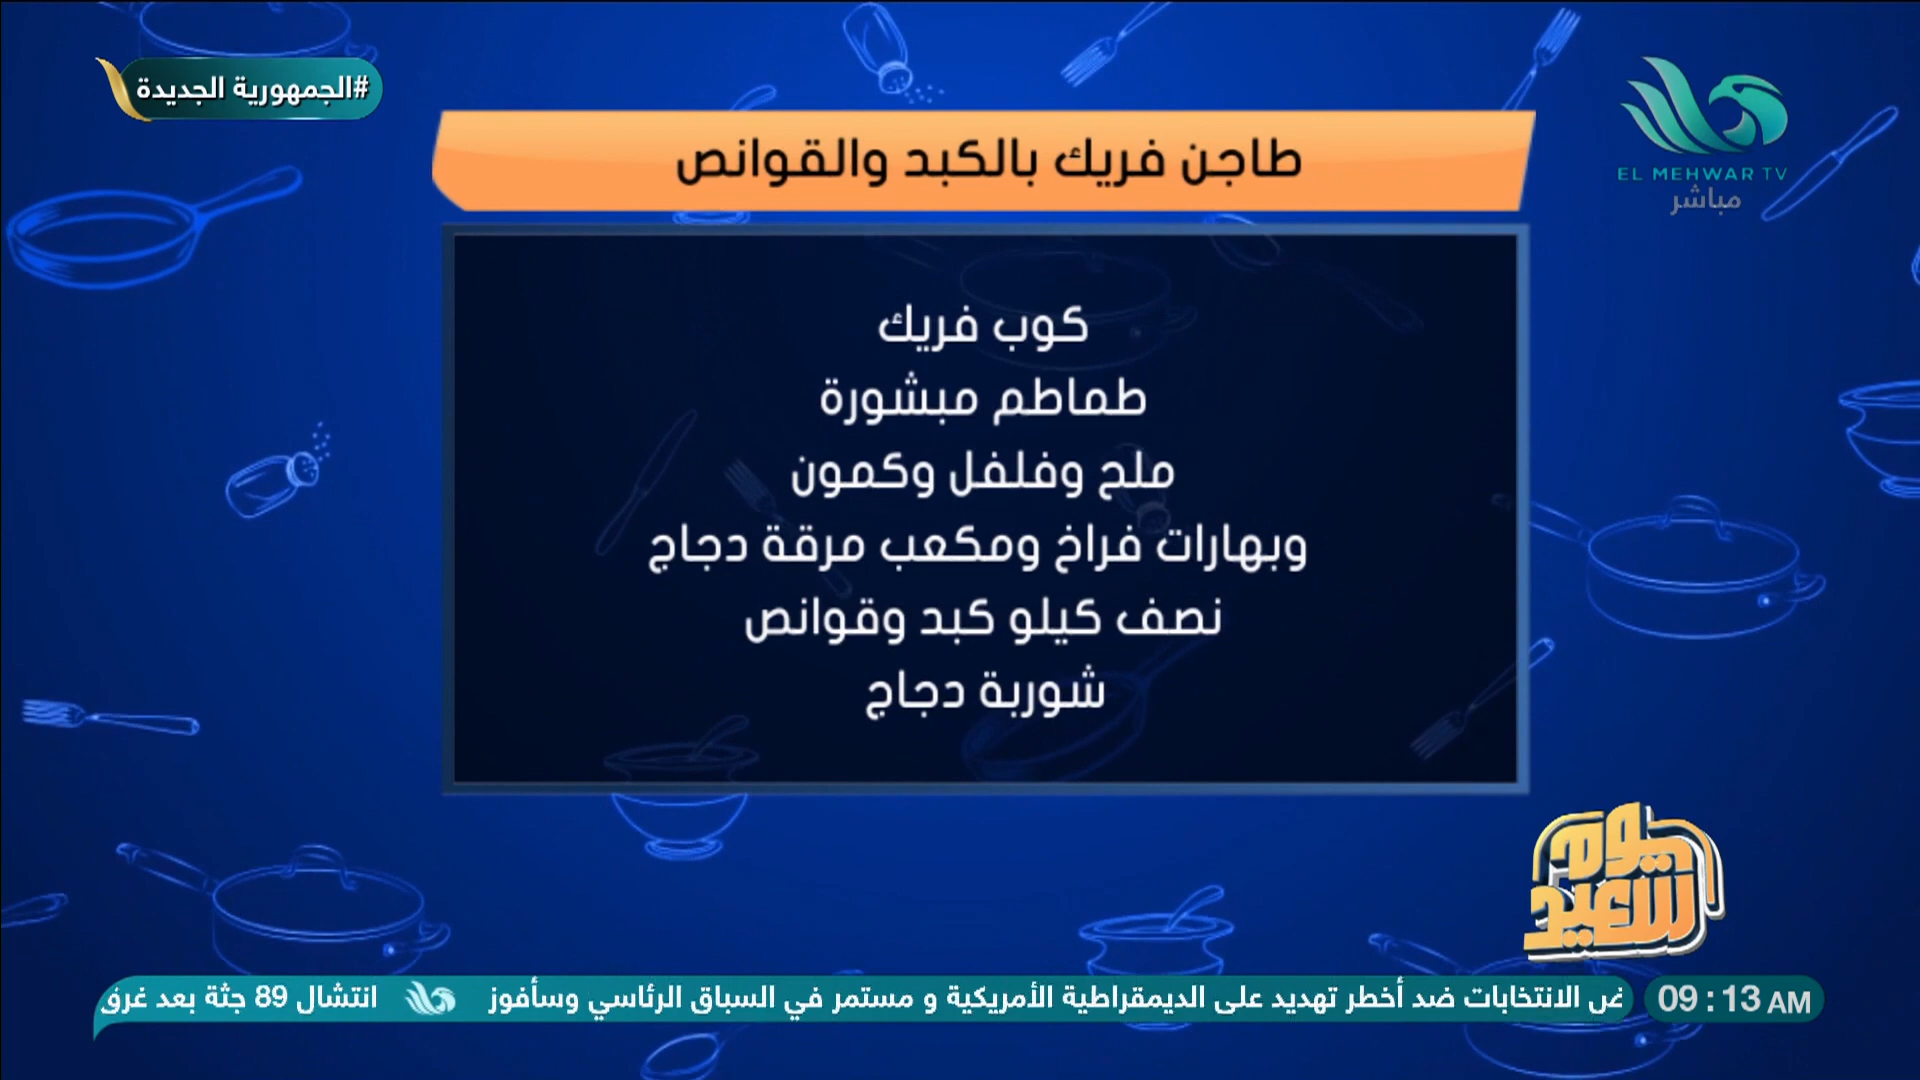 #الجمهورية الجديدة
EL MEHWAR TV
مباشر
طاجن فريك بالكبد والقوانص
كوب فريك
طماطم مبشورة
ملح وفلفل وكمون
وبهارات فراخ ومكعب مرقة دجاج
نصف كيلو كبد وقوانص
شوربة دجاج
يوم سعيد
الانتخابات ضد أخطر تهديد على الديمقراطية الأمريكية و مستمر في السباق الرئاسي وسأفوز
انتشال 89 جثة بعد غرق
09 : 13 AM